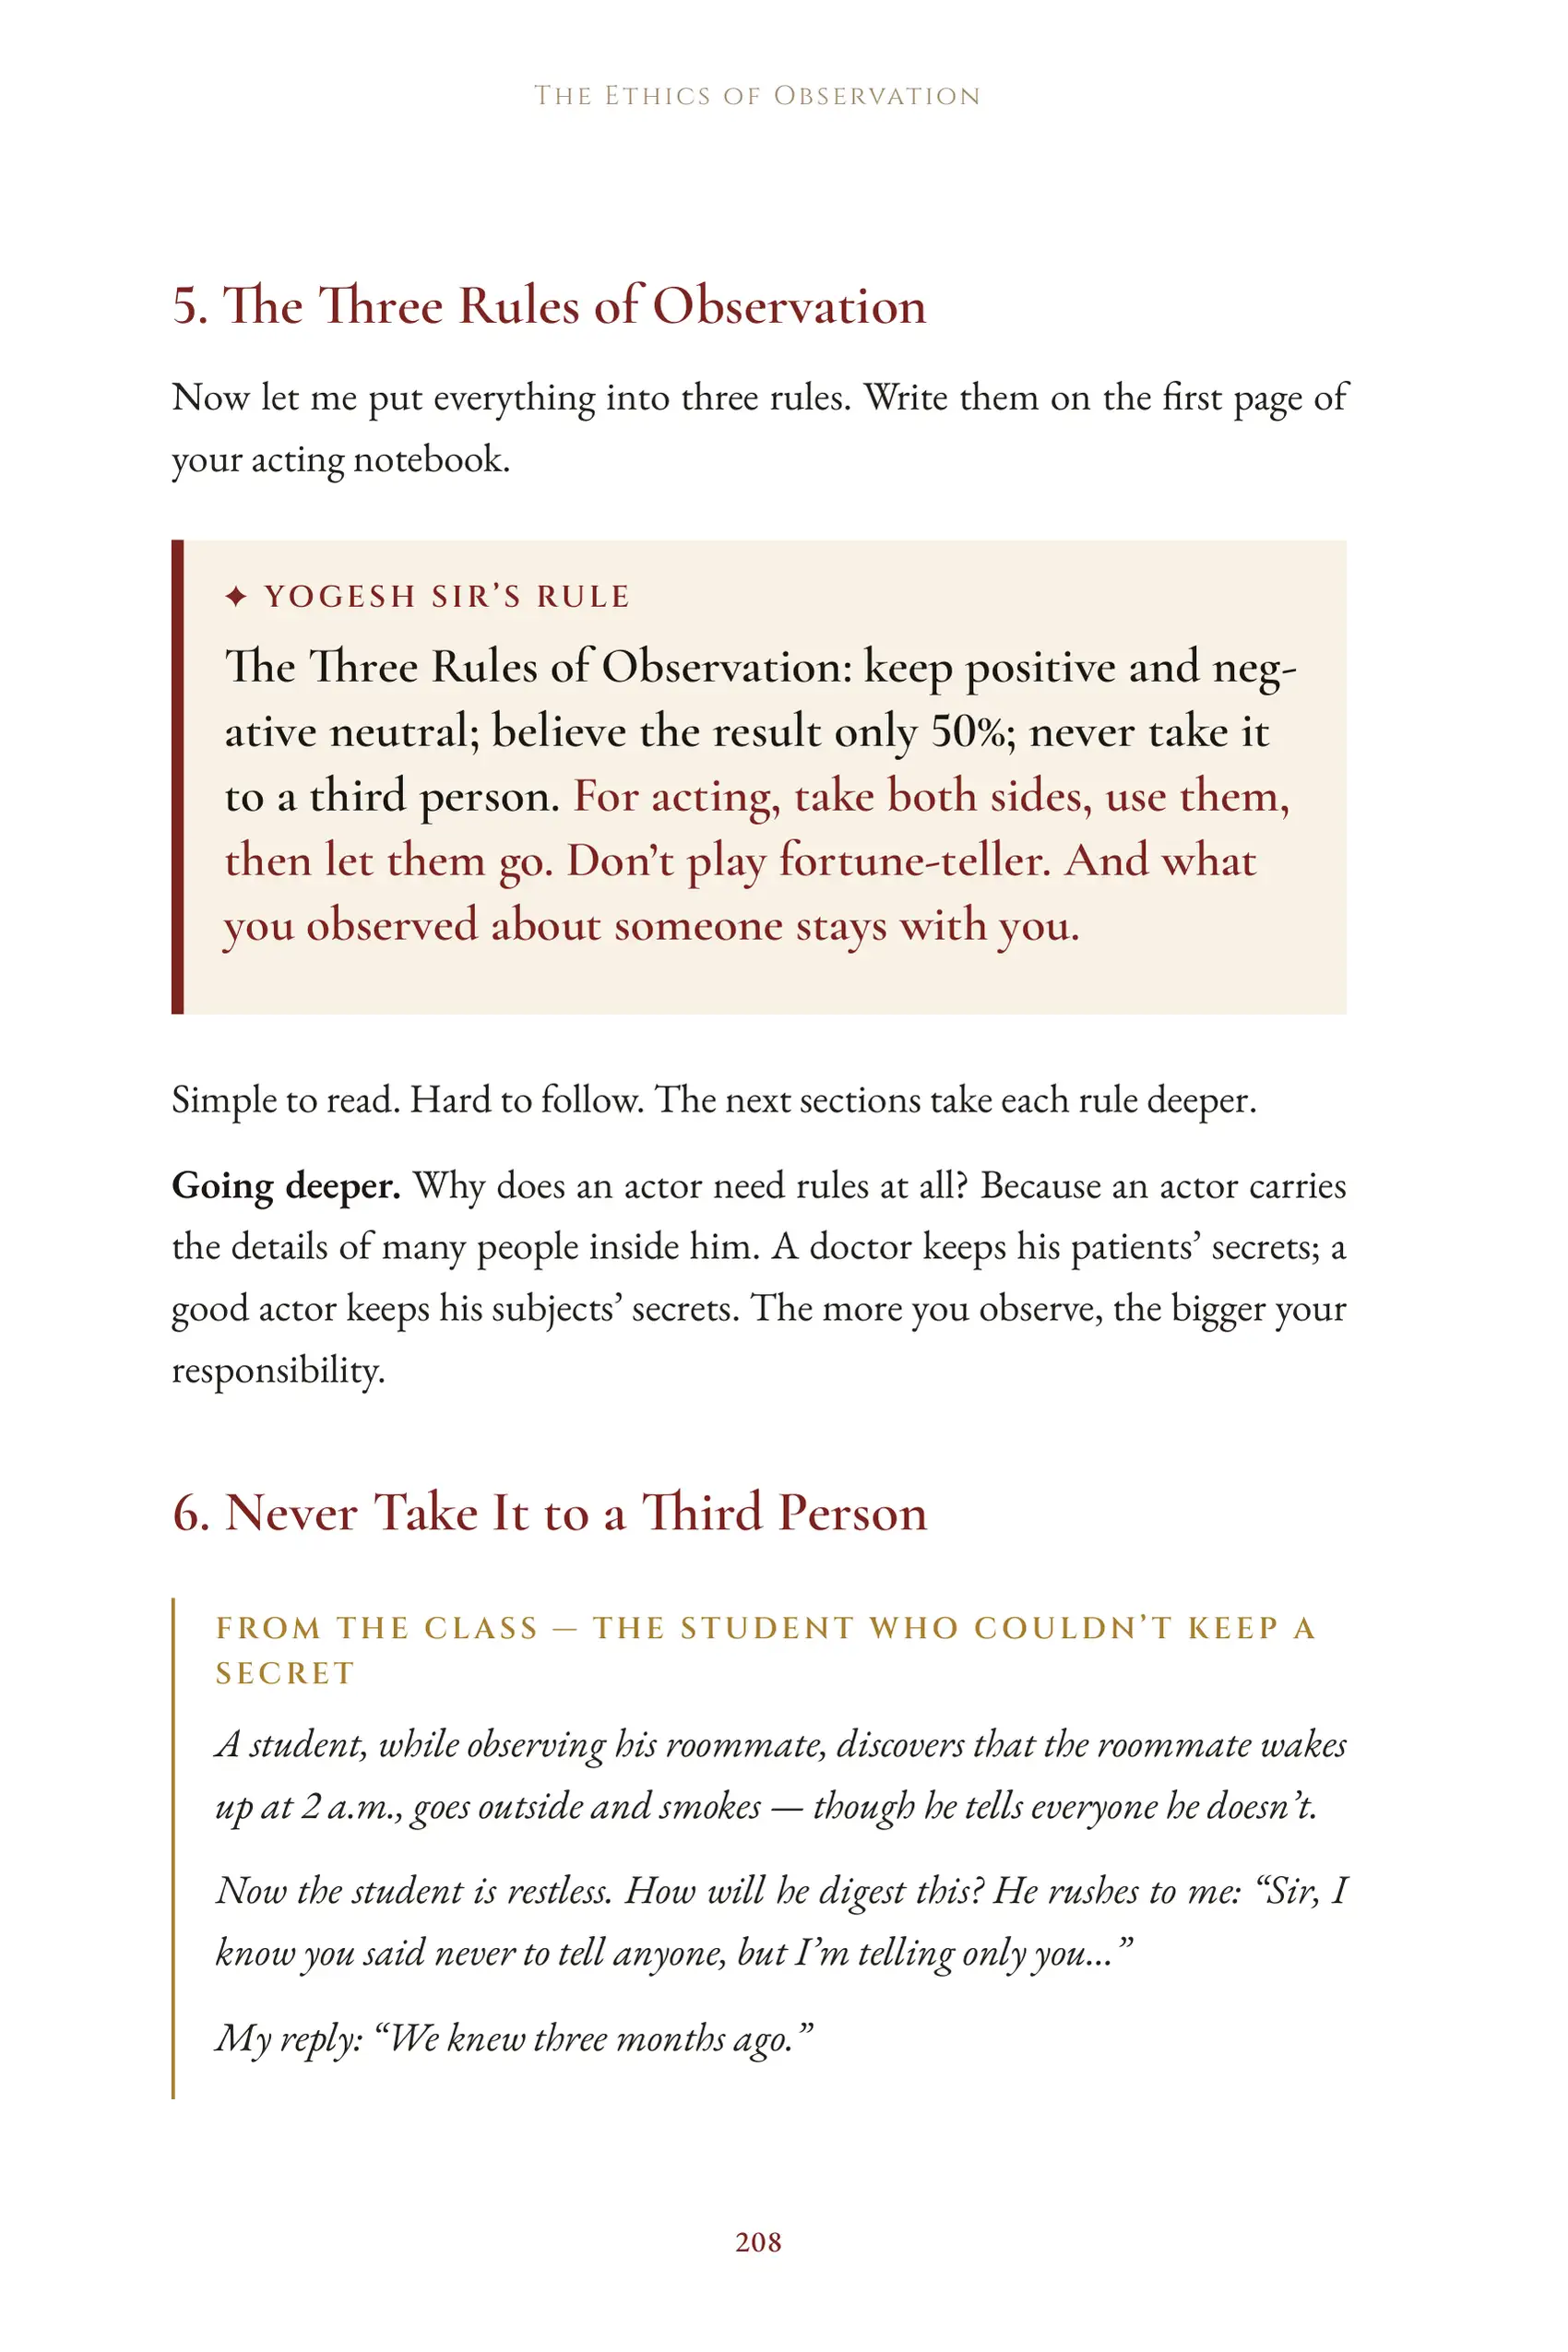 The Ethics of Observation
5. The Three Rules of Observation
Now let me put everything into three rules. Write them on the first page of
your acting notebook.
✦ YOGESH SIR’S RULE
The Three Rules of Observation: keep positive and neg-
ative neutral; believe the result only 50%; never take it
to a third person. For acting, take both sides, use them,
then let them go. Don’t play fortune-teller. And what
you observed about someone stays with you.
Simple to read. Hard to follow. The next sections take each rule deeper.
Going deeper. Why does an actor need rules at all? Because an actor carries
the details of many people inside him. A doctor keeps his patients’ secrets; a
good actor keeps his subjects’ secrets. The more you observe, the bigger your
responsibility.
6. Never Take It to a Third Person
FROM THE CLASS — THE STUDENT WHO COULDN’T KEEP A
SECRET
A student, while observing his roommate, discovers that the roommate wakes
up at 2 a.m., goes outside and smokes — though he tells everyone he doesn’t.
Now the student is restless. How will he digest this? He rushes to me: “Sir, I
know you said never to tell anyone, but I’m telling only you…”
My reply: “We knew three months ago.”
208